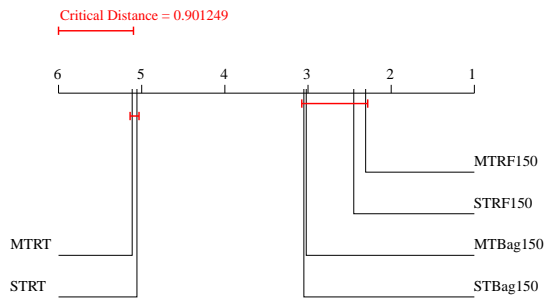 Critical Distance = 0.901249
6 5 4 3 2 1
MTRF150
STRF150
MTRT MTBag150
STRT STBag150